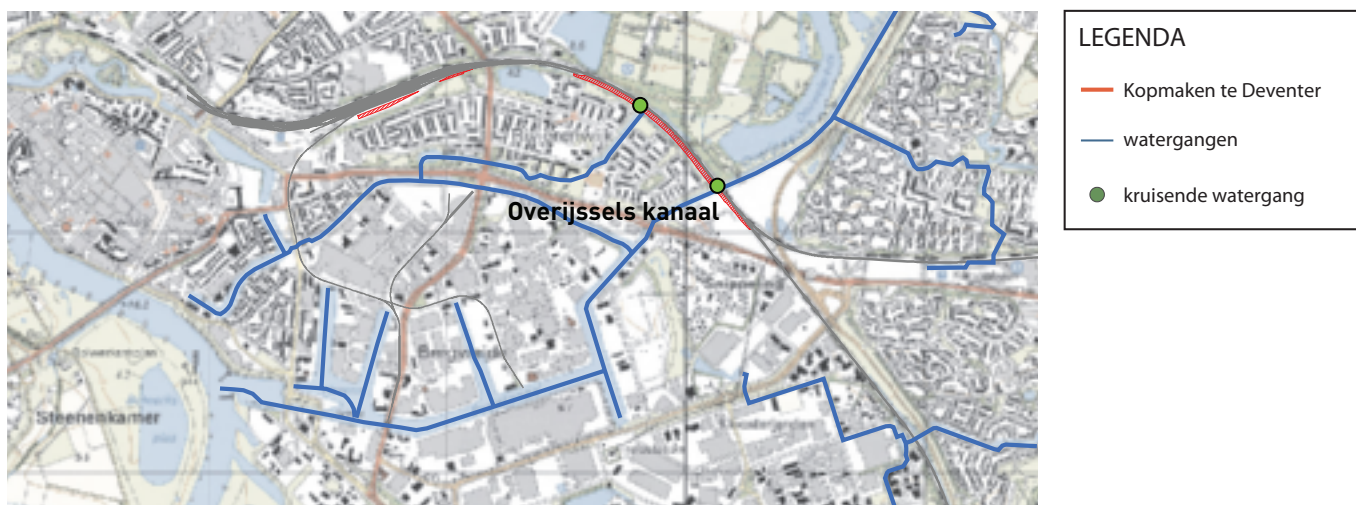 LEGENDA
Kopmaken te Deventer
watergangen
kruisende watergang
Overijssels kanaal
Steenenkamer